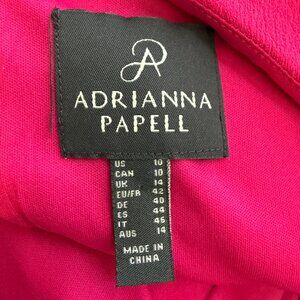 ADRIANNA
PAPELL
US 10
CAN 10
UK 14
EU/FR 42
DE 40
ES 44
IT 46
AUS 14
MADE IN
CHINA